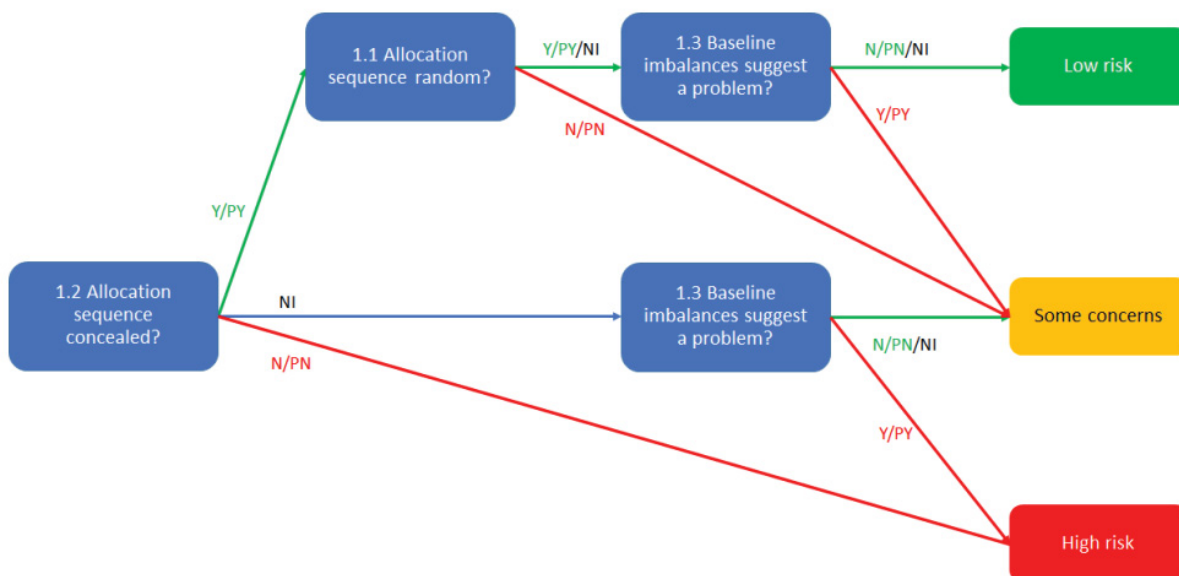 1.1 Allocation
sequence random?
Y/PY/NI
1.3 Baseline
imbalances suggest
a problem?
N/PN/NI
Low risk
N/PN
Y/PY
Y/PY
1.2 Allocation
sequence
concealed?
NI
N/PN
1.3 Baseline
imbalances suggest
a problem?
N/PN/NI
Some concerns
Y/PY
High risk